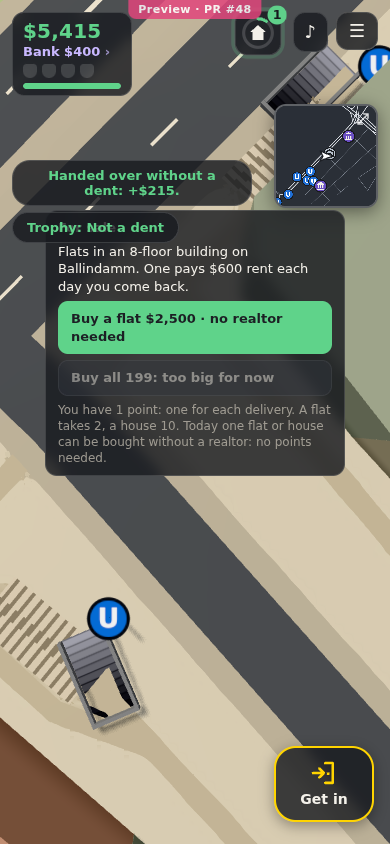 Preview · PR #48
$5,415
Bank $400 ›
1
♪
☰
U
Handed over without a
dent: +$215.
Trophy: Not a dent
Flats in an 8-floor building on
Ballindamm. One pays $600 rent each
day you come back.
Buy a flat $2,500 · no realtor
needed
Buy all 199: too big for now
You have 1 point: one for each delivery. A flat
takes 2, a house 10. Today one flat or house
can be bought without a realtor: no points
needed.
U
Get in